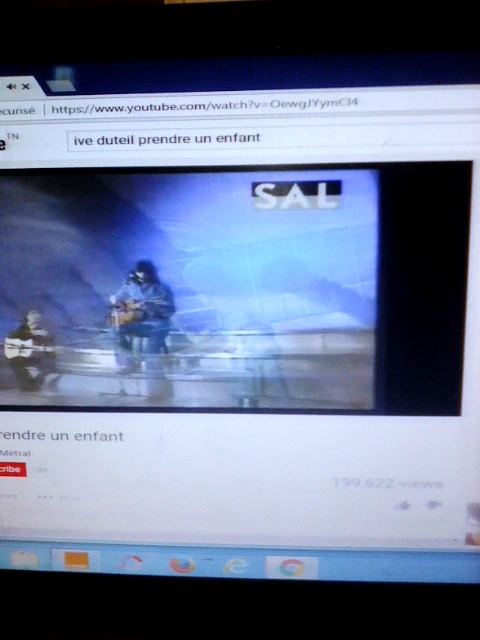 écurisé | https://www.youtube.com/watch?v=OewgJYymCl4
e TN
ive duteil prendre un enfant
SAL
rendre un enfant
Métral
cribe
199,622 views